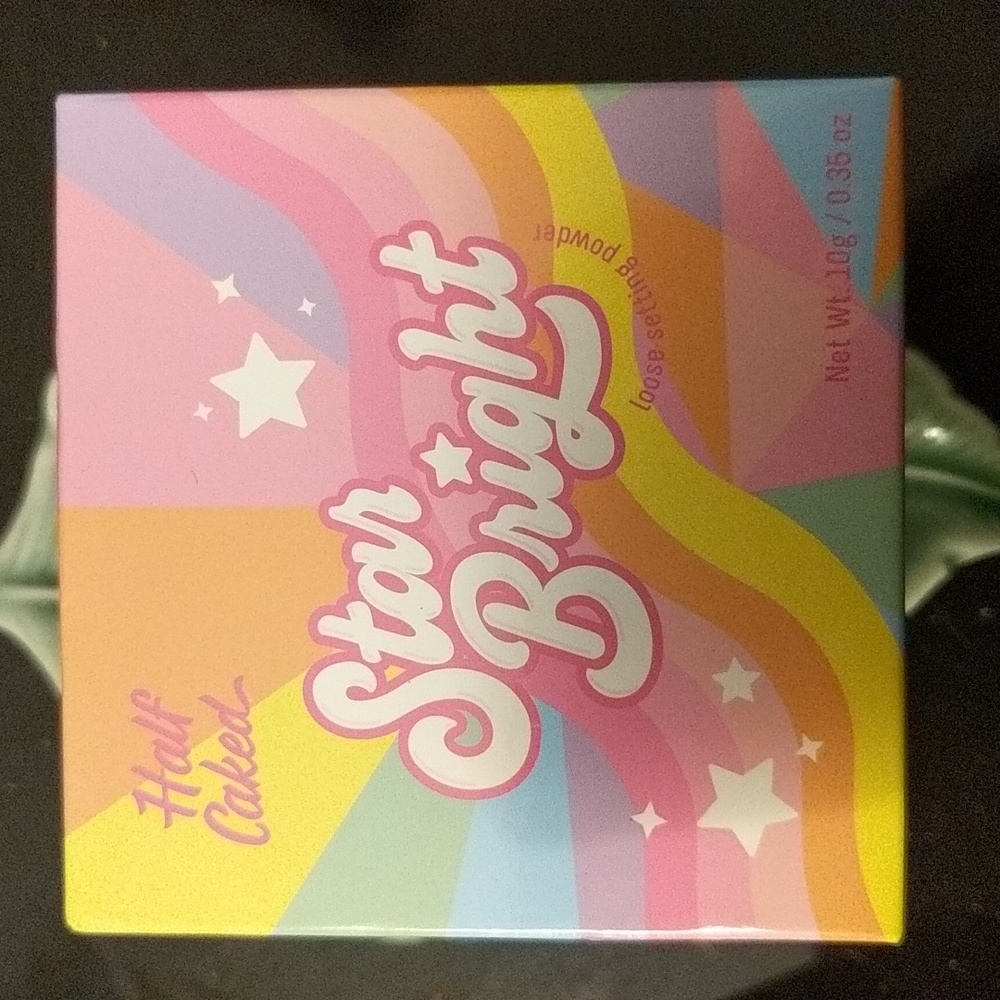 Half
Caked
Star
Bright
loose setting powder
Net Wt. 10g / 0.35 oz